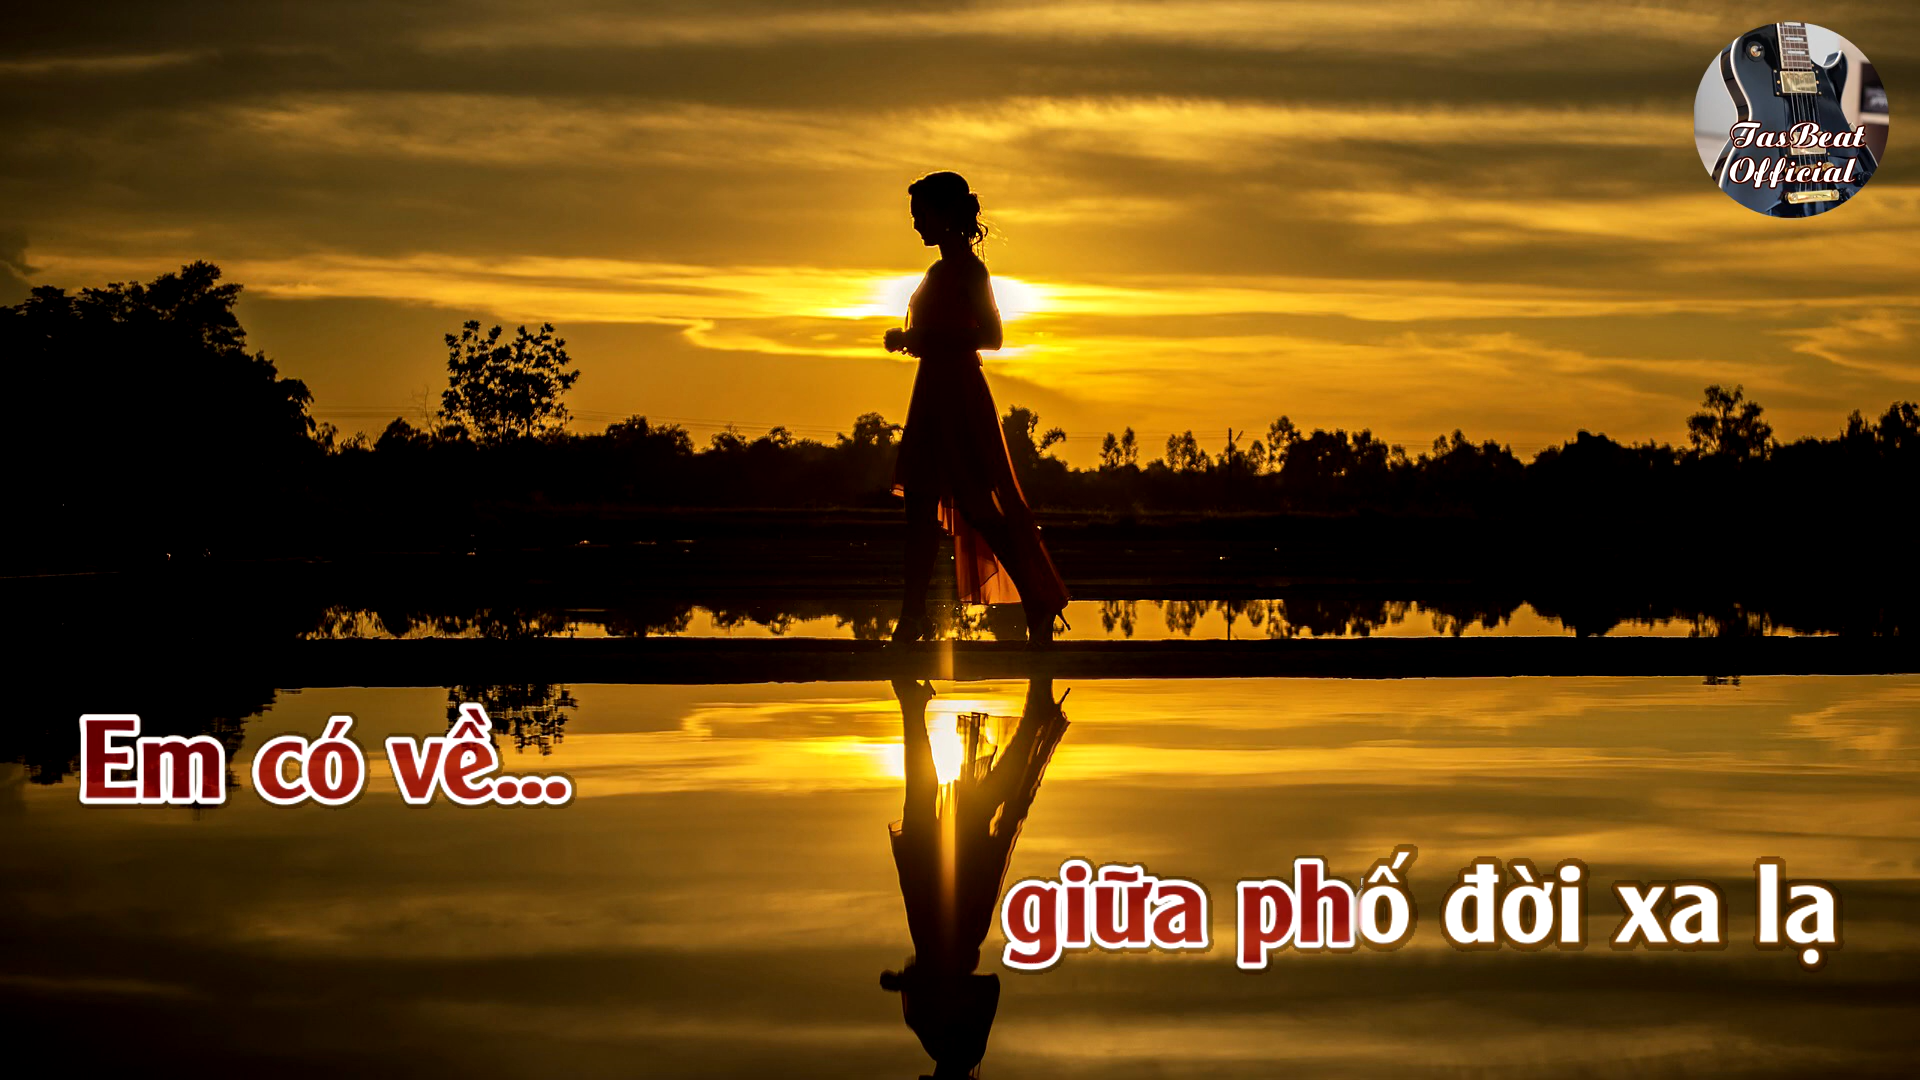 TasBeat
Official
Em có về...
giữa phố đời xa lạ